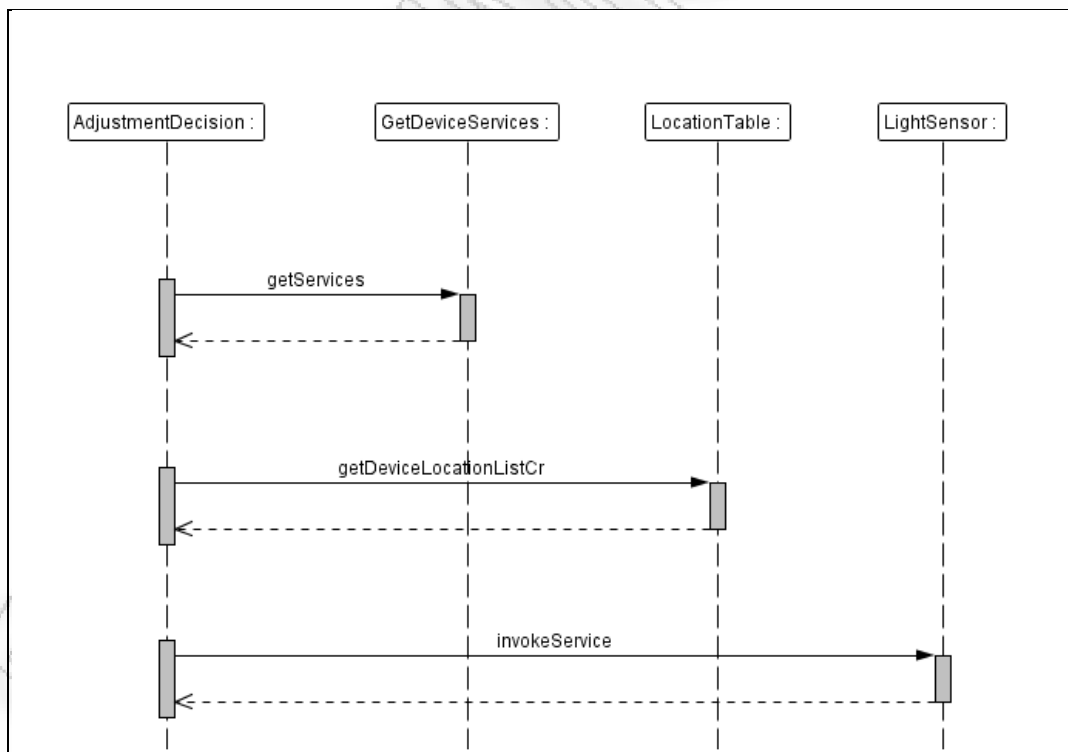 AdjustmentDecision :
GetDeviceServices :
LocationTable :
LightSensor :
getServices
getDeviceLocationListCr
invokeService